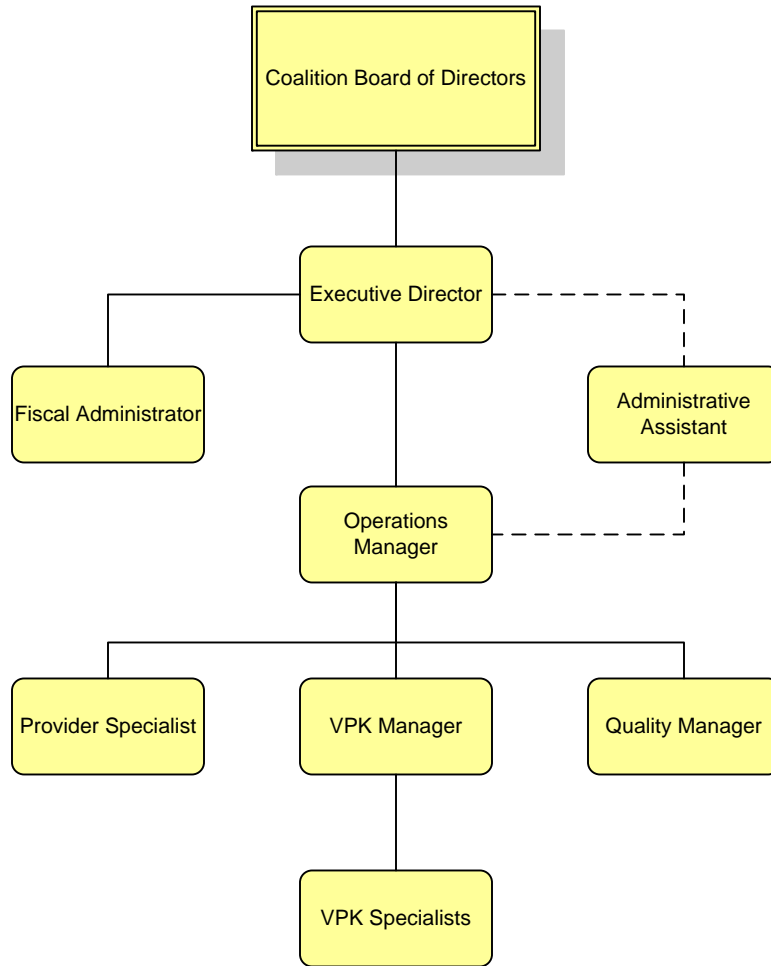 Coalition Board of Directors
Executive Director
Fiscal Administrator
Administrative
Assistant
Operations
Manager
Provider Specialist
VPK Manager
Quality Manager
VPK Specialists